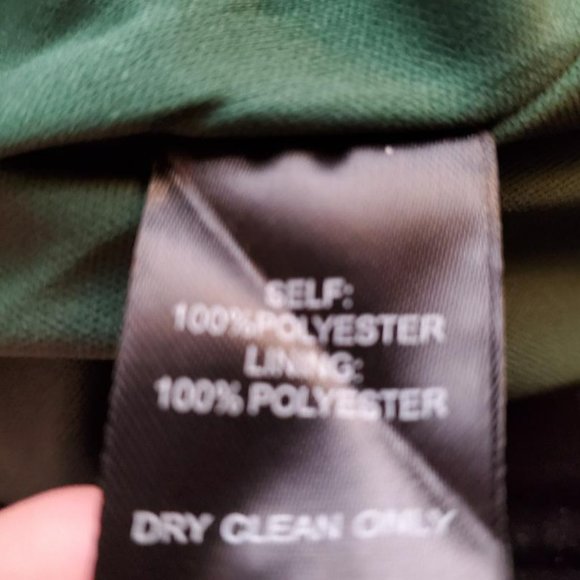 SELF:
100% POLYESTER
LINING:
100% POLYESTER
DRY CLEAN ONLY